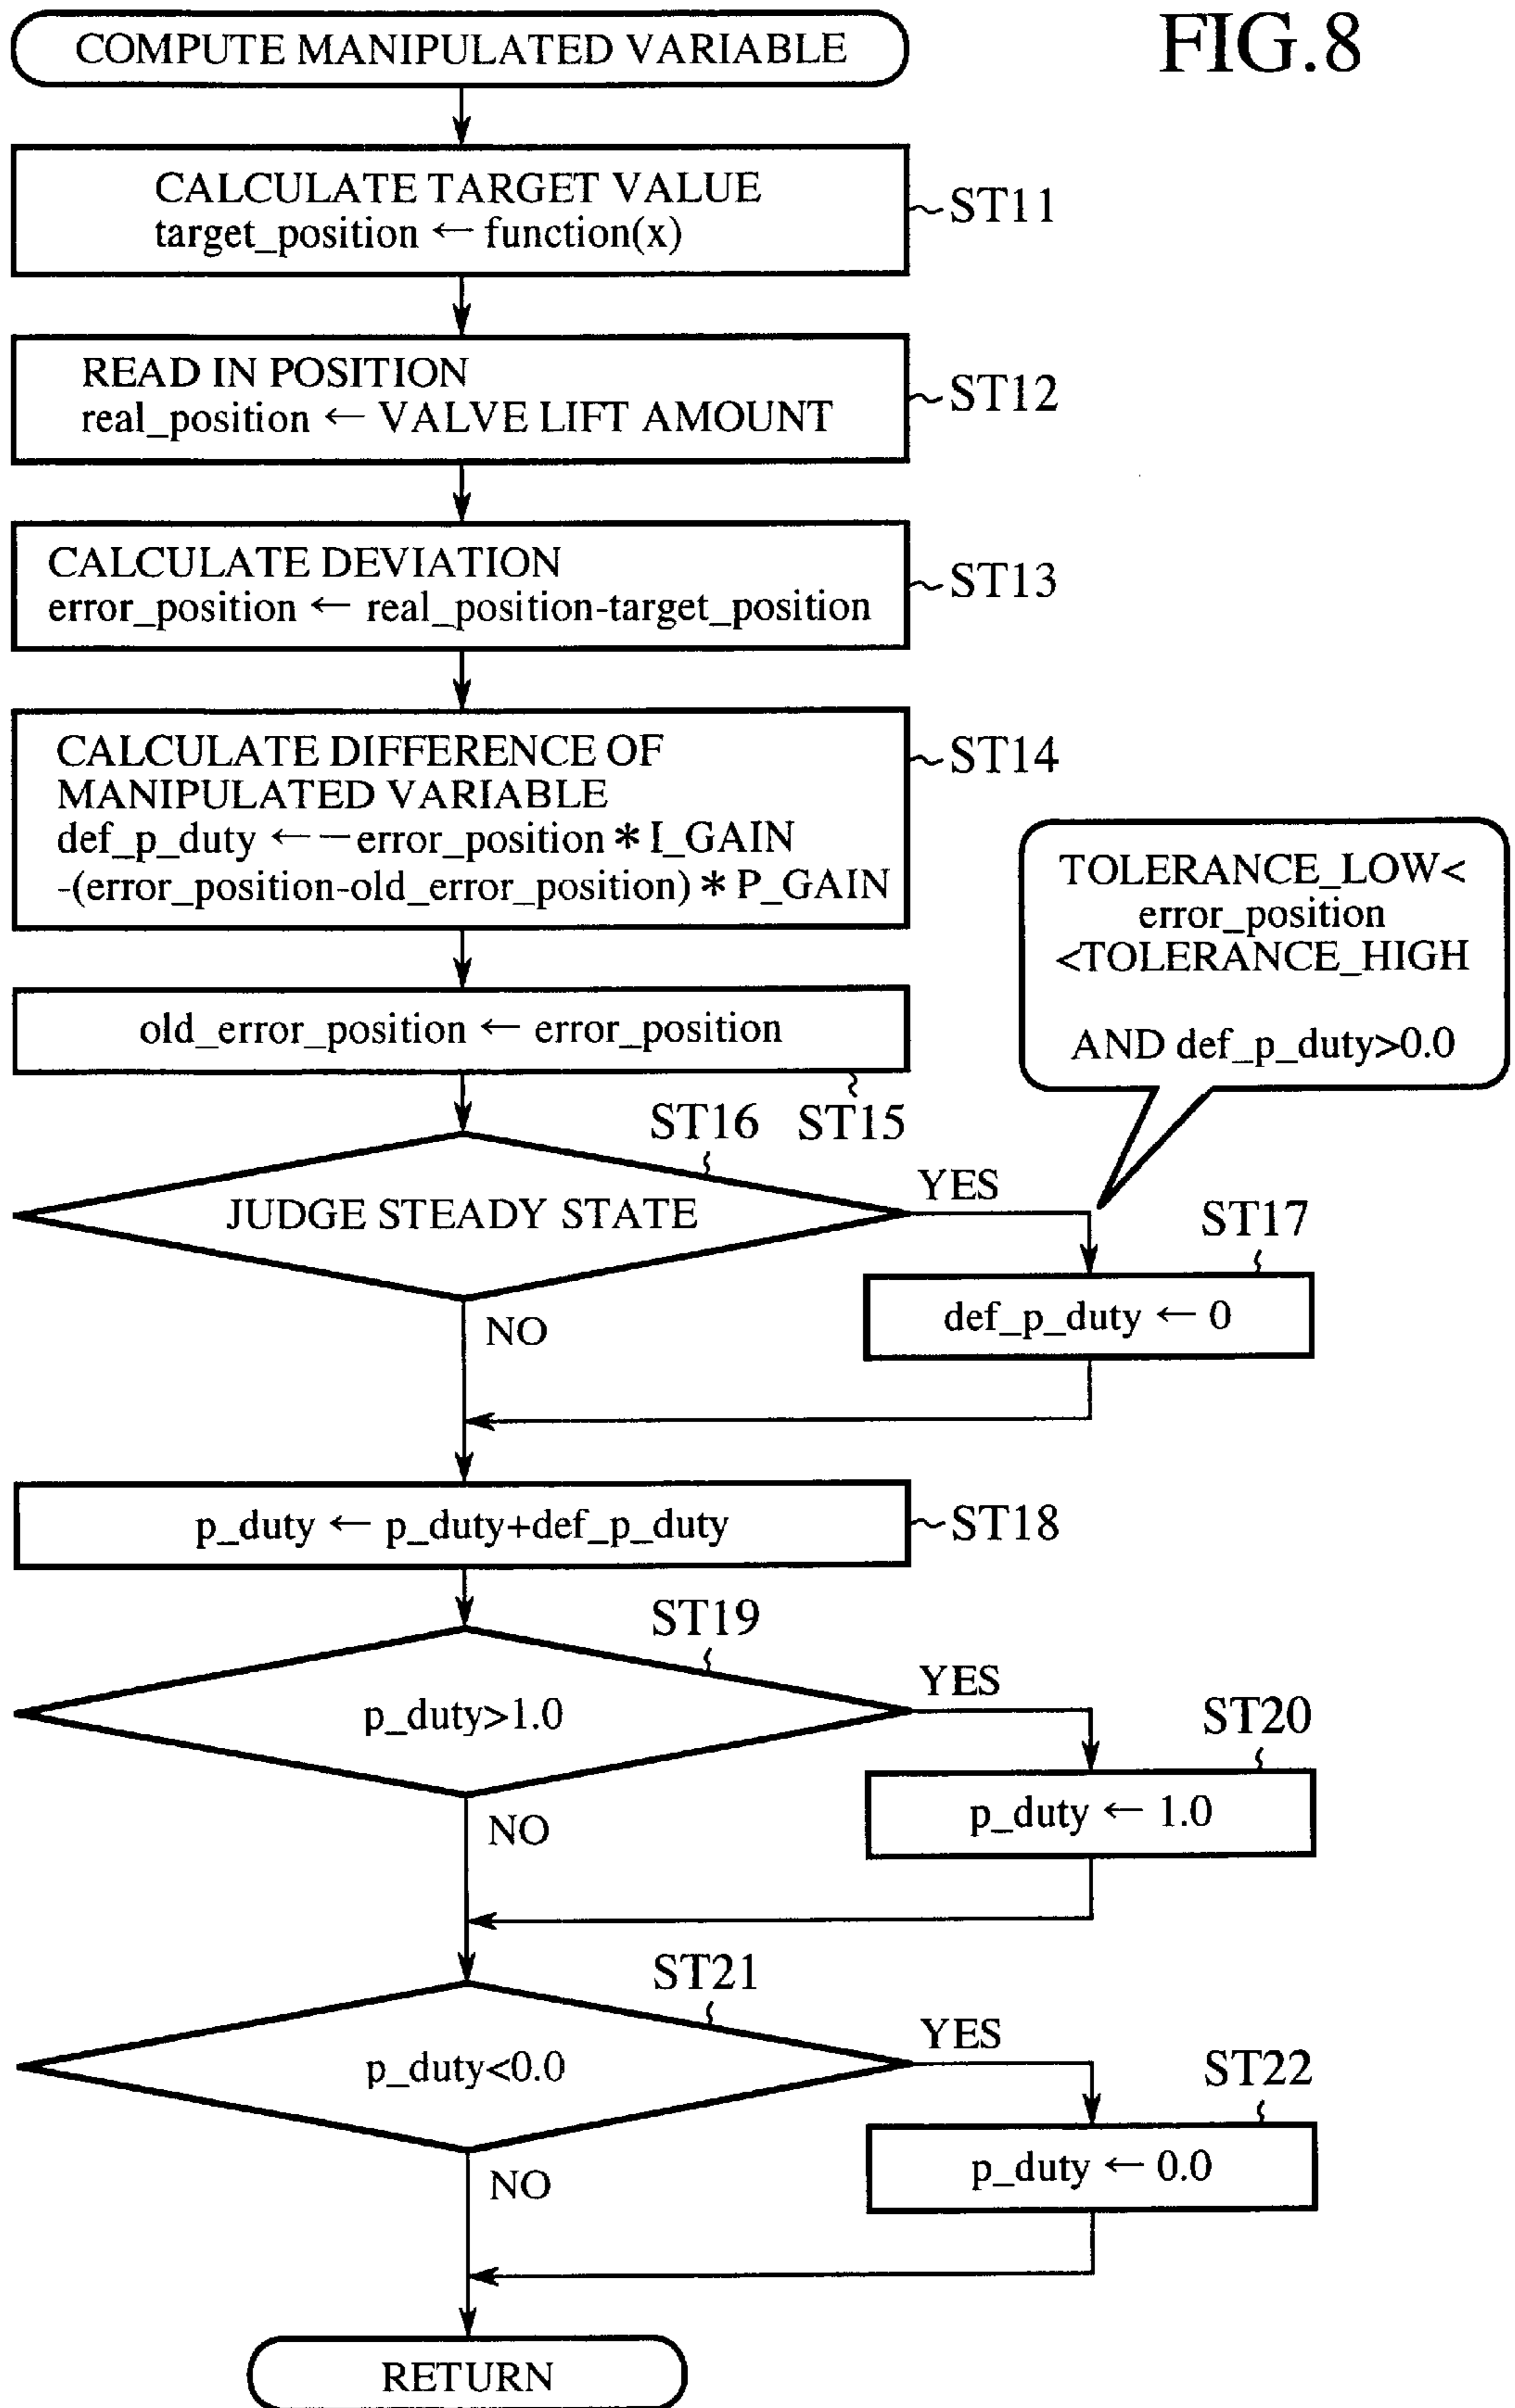 FIG.8
COMPUTE MANIPULATED VARIABLE
CALCULATE TARGET VALUE
target_position ← function(x)
ST11
READ IN POSITION
real_position ← VALVE LIFT AMOUNT
ST12
CALCULATE DEVIATION
error_position ← real_position-target_position
ST13
CALCULATE DIFFERENCE OF
MANIPULATED VARIABLE
def_p_duty ← −error_position * I_GAIN
-(error_position-old_error_position) * P_GAIN
ST14
old_error_position ← error_position
ST15
TOLERANCE_LOW<
error_position
<TOLERANCE_HIGH
AND def_p_duty>0.0
ST16
JUDGE STEADY STATE
YES
ST17
def_p_duty ← 0
NO
p_duty ← p_duty+def_p_duty
ST18
ST19
p_duty>1.0
YES
ST20
p_duty ← 1.0
NO
ST21
p_duty<0.0
YES
ST22
p_duty ← 0.0
NO
RETURN